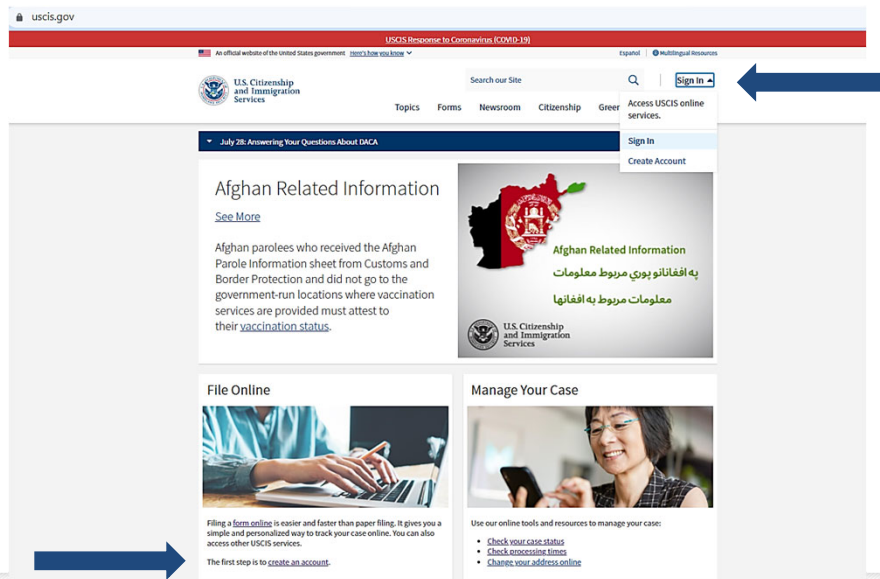 uscis.gov
USCIS Response to Coronavirus (COVID-19)
An official website of the United States government Here's how you know
Español Multilingual Resources
U.S. Citizenship
and Immigration
Services
Search our Site
Sign In
Topics Forms Newsroom Citizenship Green
Access USCIS online
services.
Sign In
Create Account
July 28: Answering Your Questions About DACA
Afghan Related Information
See More
Afghan parolees who received the Afghan
Parole Information sheet from Customs and
Border Protection and did not go to the
government-run locations where vaccination
services are provided must attest to
their vaccination status.
Afghan Related Information
په افغانانو پوري مربوط معلومات
معلومات مربوط به افغانها
U.S. Citizenship
and Immigration
Services
File Online
Filing a form online is easier and faster than paper filing. It gives you a
simple and personalized way to track your case online. You can also
access other USCIS services.
The first step is to create an account.
Manage Your Case
Use our online tools and resources to manage your case:
• Check your case status
• Check processing times
• Change your address online